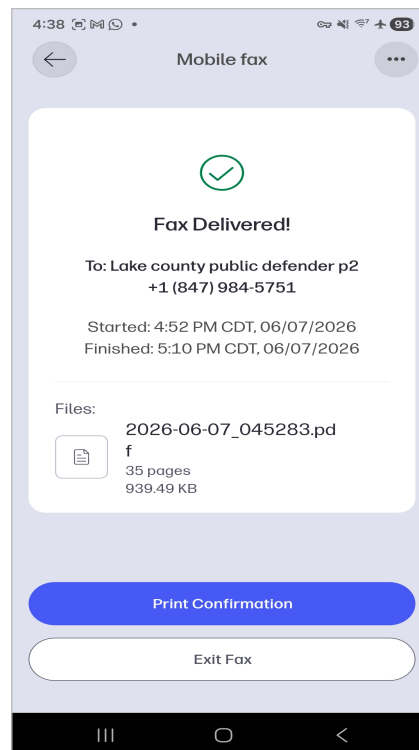 4:38
93
Mobile fax
Fax Delivered!
To: Lake county public defender p2
+1 (847) 984-5751
Started: 4:52 PM CDT, 06/07/2026
Finished: 5:10 PM CDT, 06/07/2026
Files:
2026-06-07_045283.pd
f
35 pages
939.49 KB
Print Confirmation
Exit Fax